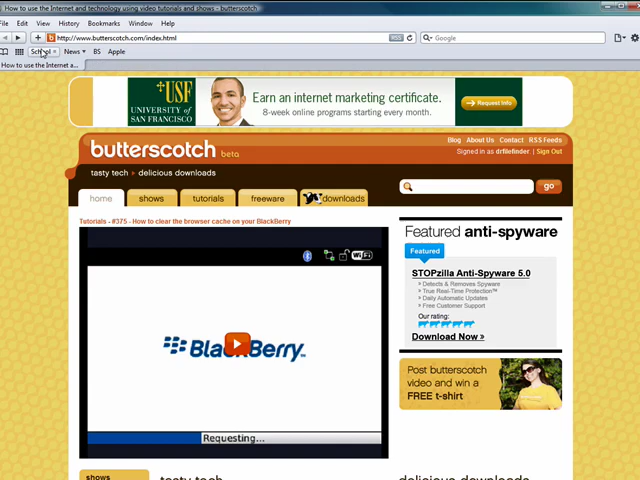 How to use the Internet and technology using video tutorials and shows - butterscotch
File Edit View History Bookmarks Window Help
http://www.butterscotch.com/index.html
RSS
Google
School News BS Apple
How to use the Internet a...
USF
UNIVERSITY of
SAN FRANCISCO
Earn an internet marketing certificate.
8-week online programs starting every month.
Request Info
butterscotch beta
tasty tech delicious downloads
Blog About Us Contact RSS Feeds
Signed in as drfilefinder | Sign Out
home shows tutorials freeware downloads
go
Tutorials - #375 - How to clear the browser cache on your BlackBerry
WiFi
BlackBerry
Requesting...
Featured anti-spyware
Featured
STOPzilla Anti-Spyware 5.0
Detects & Removes Spyware
True Real-Time Protection™
Daily Automatic Updates
Free Customer Support
Our rating:
Download Now »
Post butterscotch
video and win a
FREE t-shirt
shows
tasty tech
delicious downloads